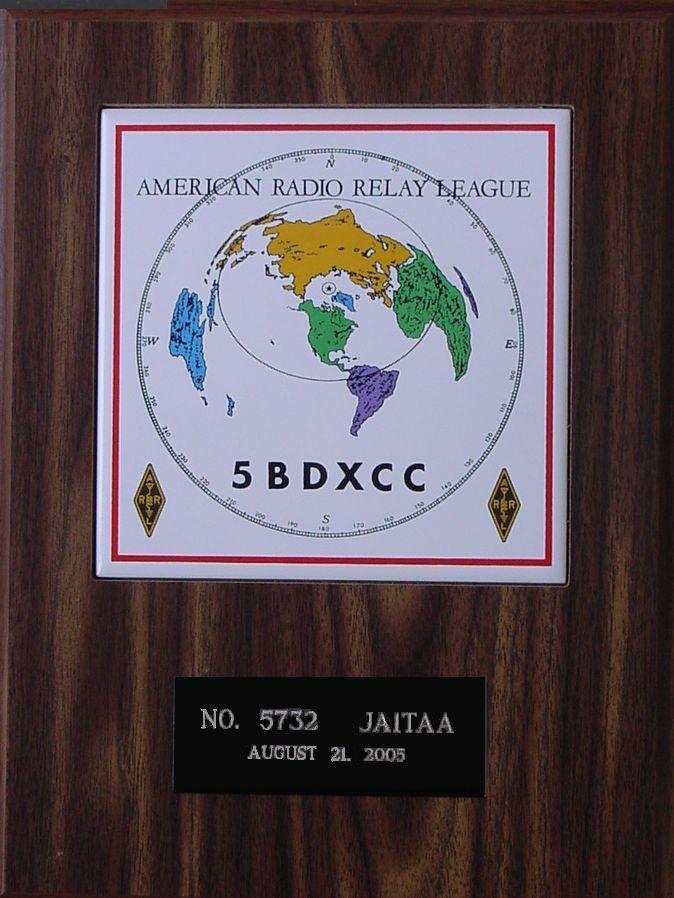 N
AMERICAN RADIO RELAY LEAGUE
W
E
5BDXCC
A
R R
L
A
R R
L
S
NO. 5732 JA1TAA
AUGUST 21. 2005